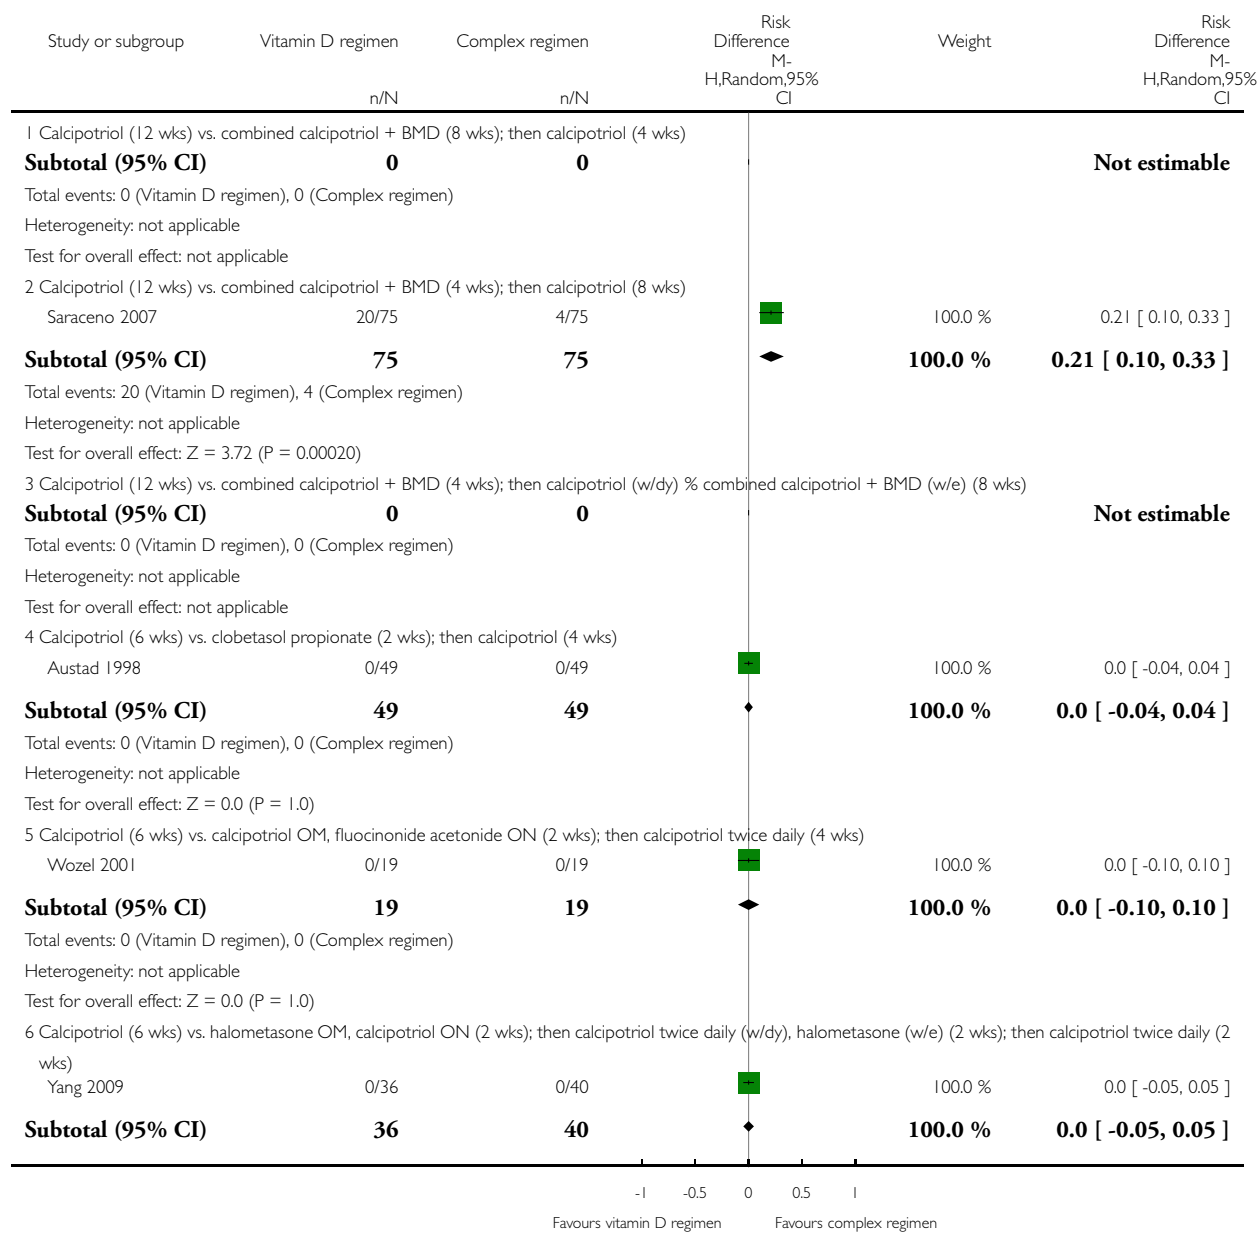 Study or subgroup Vitamin D regimen Complex regimen Risk Difference Weight Risk Difference
M-H,Random,95% CI M-H,Random,95% CI
n/N n/N
1 Calcipotriol (12 wks) vs. combined calcipotriol + BMD (8 wks); then calcipotriol (4 wks)
Subtotal (95% CI) 0 0 Not estimable
Total events: 0 (Vitamin D regimen), 0 (Complex regimen)
Heterogeneity: not applicable
Test for overall effect: not applicable
2 Calcipotriol (12 wks) vs. combined calcipotriol + BMD (4 wks); then calcipotriol (8 wks)
Saraceno 2007 20/75 4/75 100.0 % 0.21 [ 0.10, 0.33 ]
Subtotal (95% CI) 75 75 100.0 % 0.21 [ 0.10, 0.33 ]
Total events: 20 (Vitamin D regimen), 4 (Complex regimen)
Heterogeneity: not applicable
Test for overall effect: Z = 3.72 (P = 0.00020)
3 Calcipotriol (12 wks) vs. combined calcipotriol + BMD (4 wks); then calcipotriol (w/dy) % combined calcipotriol + BMD (w/e) (8 wks)
Subtotal (95% CI) 0 0 Not estimable
Total events: 0 (Vitamin D regimen), 0 (Complex regimen)
Heterogeneity: not applicable
Test for overall effect: not applicable
4 Calcipotriol (6 wks) vs. clobetasol propionate (2 wks); then calcipotriol (4 wks)
Austad 1998 0/49 0/49 100.0 % 0.0 [ -0.04, 0.04 ]
Subtotal (95% CI) 49 49 100.0 % 0.0 [ -0.04, 0.04 ]
Total events: 0 (Vitamin D regimen), 0 (Complex regimen)
Heterogeneity: not applicable
Test for overall effect: Z = 0.0 (P = 1.0)
5 Calcipotriol (6 wks) vs. calcipotriol OM, fluocinonide acetonide ON (2 wks); then calcipotriol twice daily (4 wks)
Wozel 2001 0/19 0/19 100.0 % 0.0 [ -0.10, 0.10 ]
Subtotal (95% CI) 19 19 100.0 % 0.0 [ -0.10, 0.10 ]
Total events: 0 (Vitamin D regimen), 0 (Complex regimen)
Heterogeneity: not applicable
Test for overall effect: Z = 0.0 (P = 1.0)
6 Calcipotriol (6 wks) vs. halometasone OM, calcipotriol ON (2 wks); then calcipotriol twice daily (w/dy), halometasone (w/e) (2 wks); then calcipotriol twice daily (2
wks)
Yang 2009 0/36 0/40 100.0 % 0.0 [ -0.05, 0.05 ]
Subtotal (95% CI) 36 40 100.0 % 0.0 [ -0.05, 0.05 ]
-1 -0.5 0 0.5 1
Favours vitamin D regimen Favours complex regimen